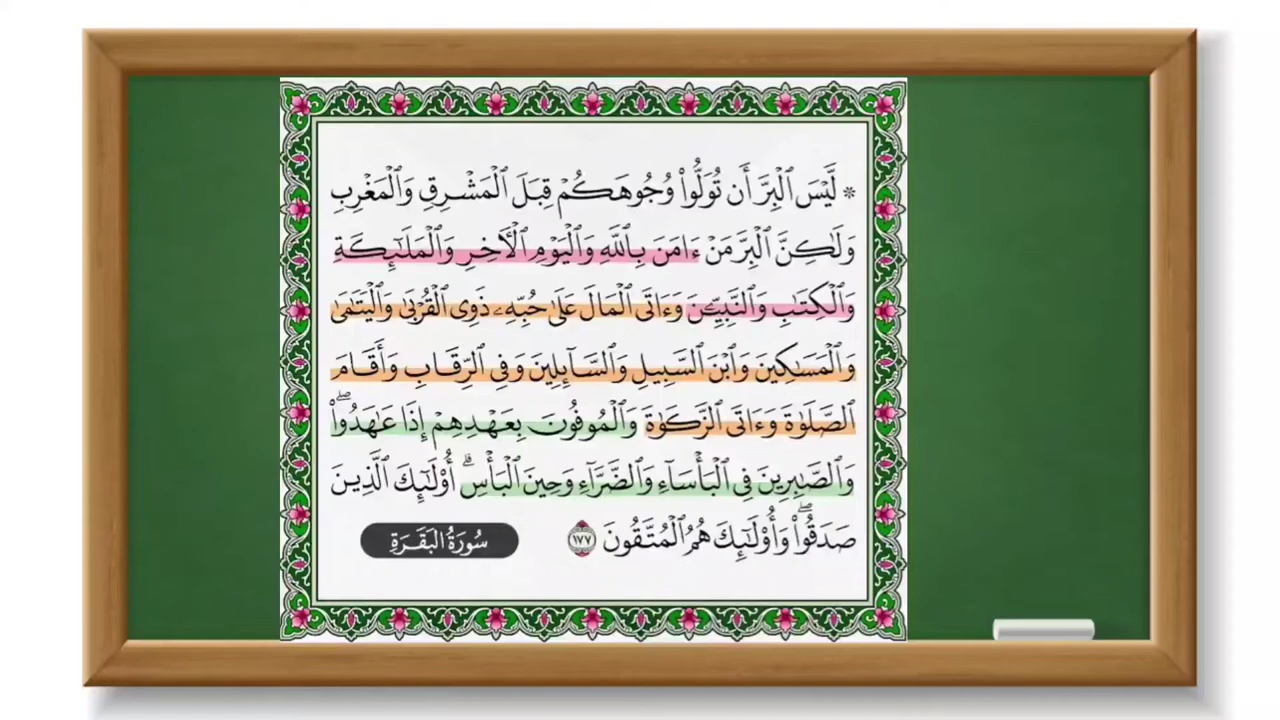 ۞ لَّيْسَ ٱلْبِرَّ أَن تُوَلُّوا۟ وُجُوهَكُمْ قِبَلَ ٱلْمَشْرِقِ وَٱلْمَغْرِبِ
وَلَـٰكِنَّ ٱلْبِرَّ مَنْ ءَامَنَ بِٱللَّهِ وَٱلْيَوْمِ ٱلْـَٔاخِرِ وَٱلْمَلَـٰٓئِكَةِ
وَٱلْكِتَـٰبِ وَٱلنَّبِيِّـۧنَ وَءَاتَى ٱلْمَالَ عَلَىٰ حُبِّهِۦ ذَوِى ٱلْقُرْبَىٰ وَٱلْيَتَـٰمَىٰ
وَٱلْمَسَـٰكِينَ وَٱبْنَ ٱلسَّبِيلِ وَٱلسَّآئِلِينَ وَفِى ٱلرِّقَابِ وَأَقَامَ
ٱلصَّلَوٰةَ وَءَاتَى ٱلزَّكَوٰةَ وَٱلْمُوفُونَ بِعَهْدِهِمْ إِذَا عَـٰهَدُوا۟ ۖ
وَٱلصَّـٰبِرِينَ فِى ٱلْبَأْسَآءِ وَٱلضَّرَّآءِ وَحِينَ ٱلْبَأْسِ ۗ أُو۟لَـٰٓئِكَ ٱلَّذِينَ
صَدَقُوا۟ ۖ وَأُو۟لَـٰٓئِكَ هُمُ ٱلْمُتَّقُونَ ١٧٧
سُورَةُ البَقَرَةِ